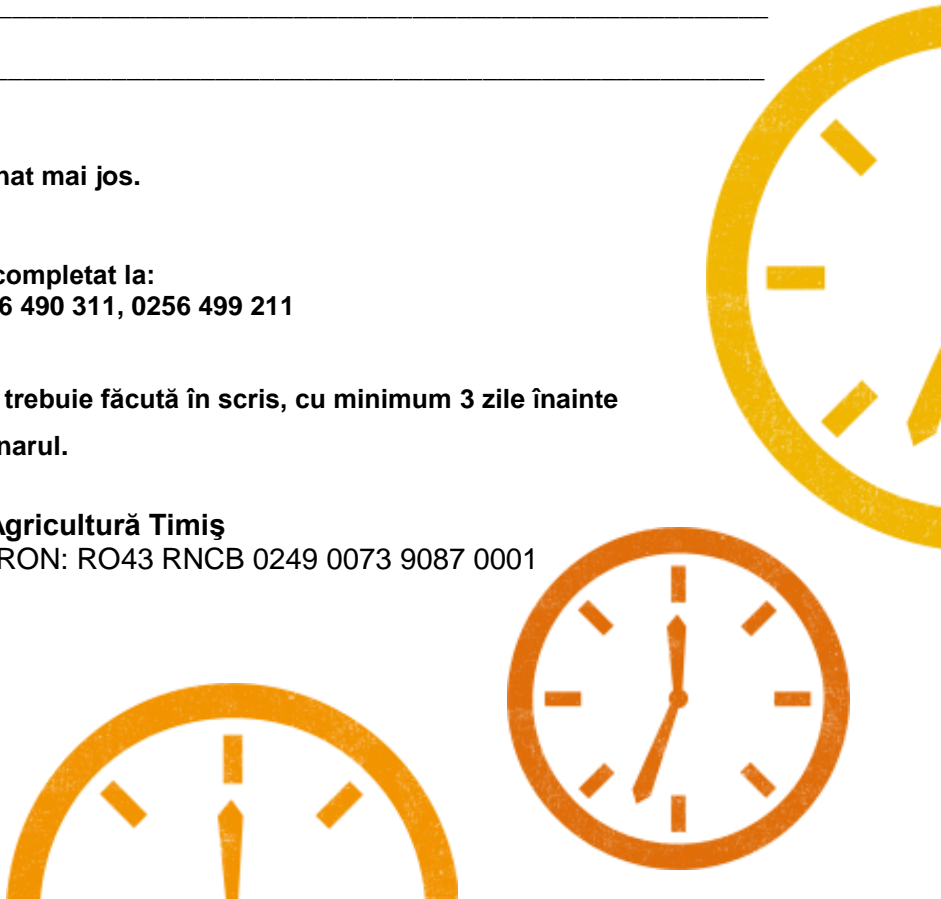 nat mai jos.
completat la:
6 490 311, 0256 499 211
trebuie făcută în scris, cu minimum 3 zile înainte
narul.
Agricultură Timiş
RON: RO43 RNCB 0249 0073 9087 0001